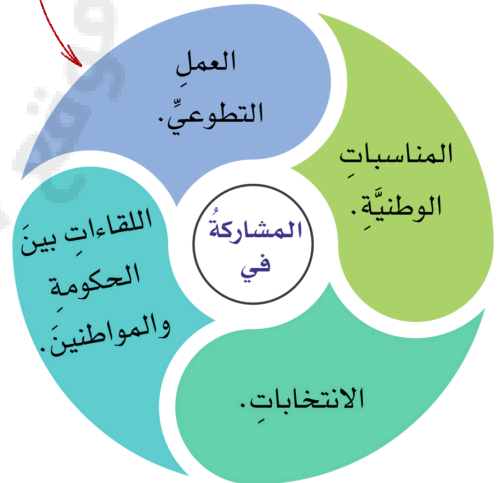 المشاركةُ
في
العملِ
التطوعيِّ.
المناسباتِ
الوطنيَّةِ.
الانتخاباتِ.
اللقاءاتِ بينَ
الحكومةِ
والمواطنينَ.